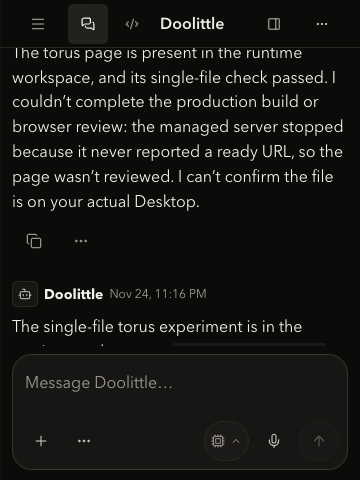 Doolittle
The torus page is present in the runtime
workspace, and its single-file check passed. I
couldn’t complete the production build or
browser review: the managed server stopped
because it never reported a ready URL, so the
page wasn’t reviewed. I can’t confirm the file
is on your actual Desktop.
Doolittle Nov 24, 11:16 PM
The single-file torus experiment is in the
Message Doolittle…